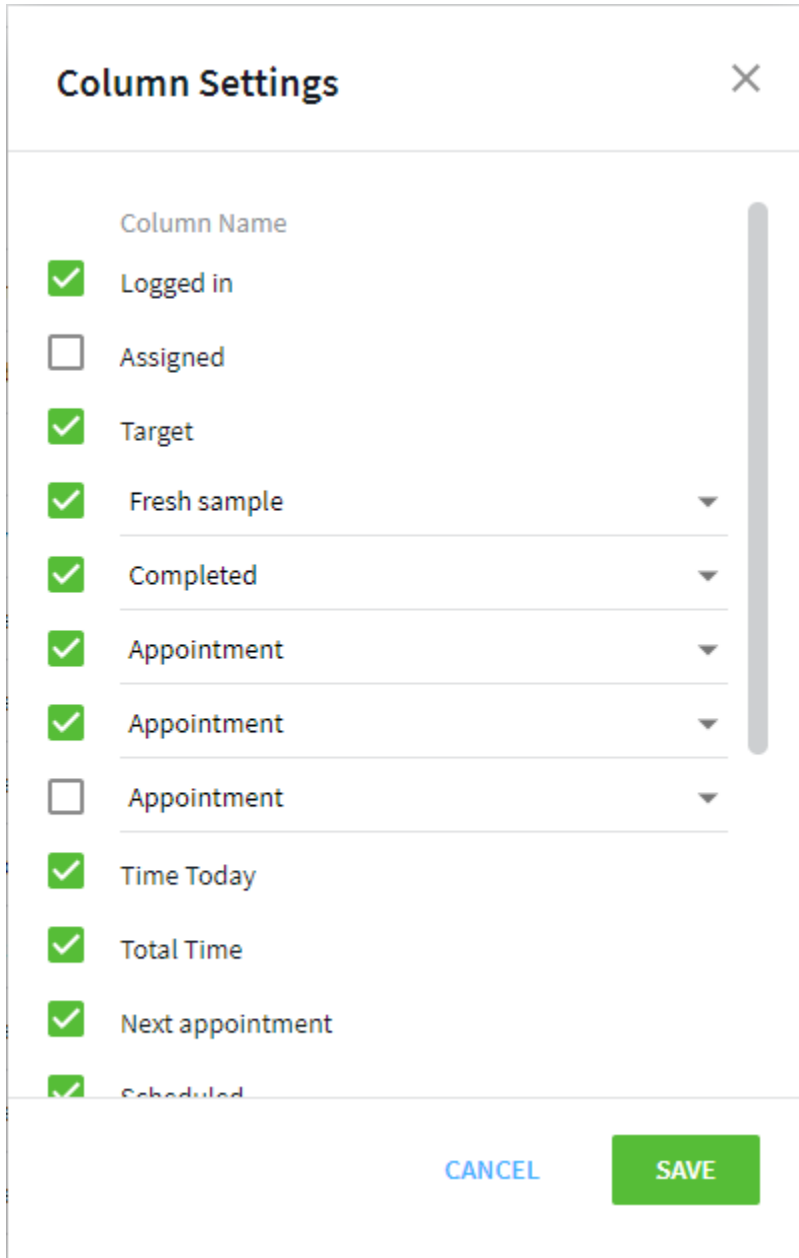 Column Settings
Column Name
Logged in
Assigned
Target
Fresh sample
Completed
Appointment
Appointment
Appointment
Time Today
Total Time
Next appointment
Scheduled
CANCEL
SAVE